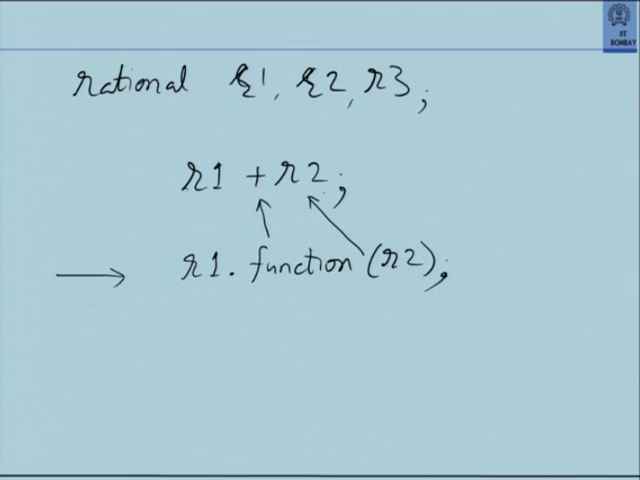 IIT
BOMBAY
rational r1, r2, r3;
r1 + r2;
r1. function (r2);